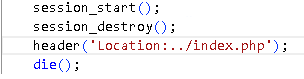 session_start();
session_destroy();
header('Location:../index.php');
die();